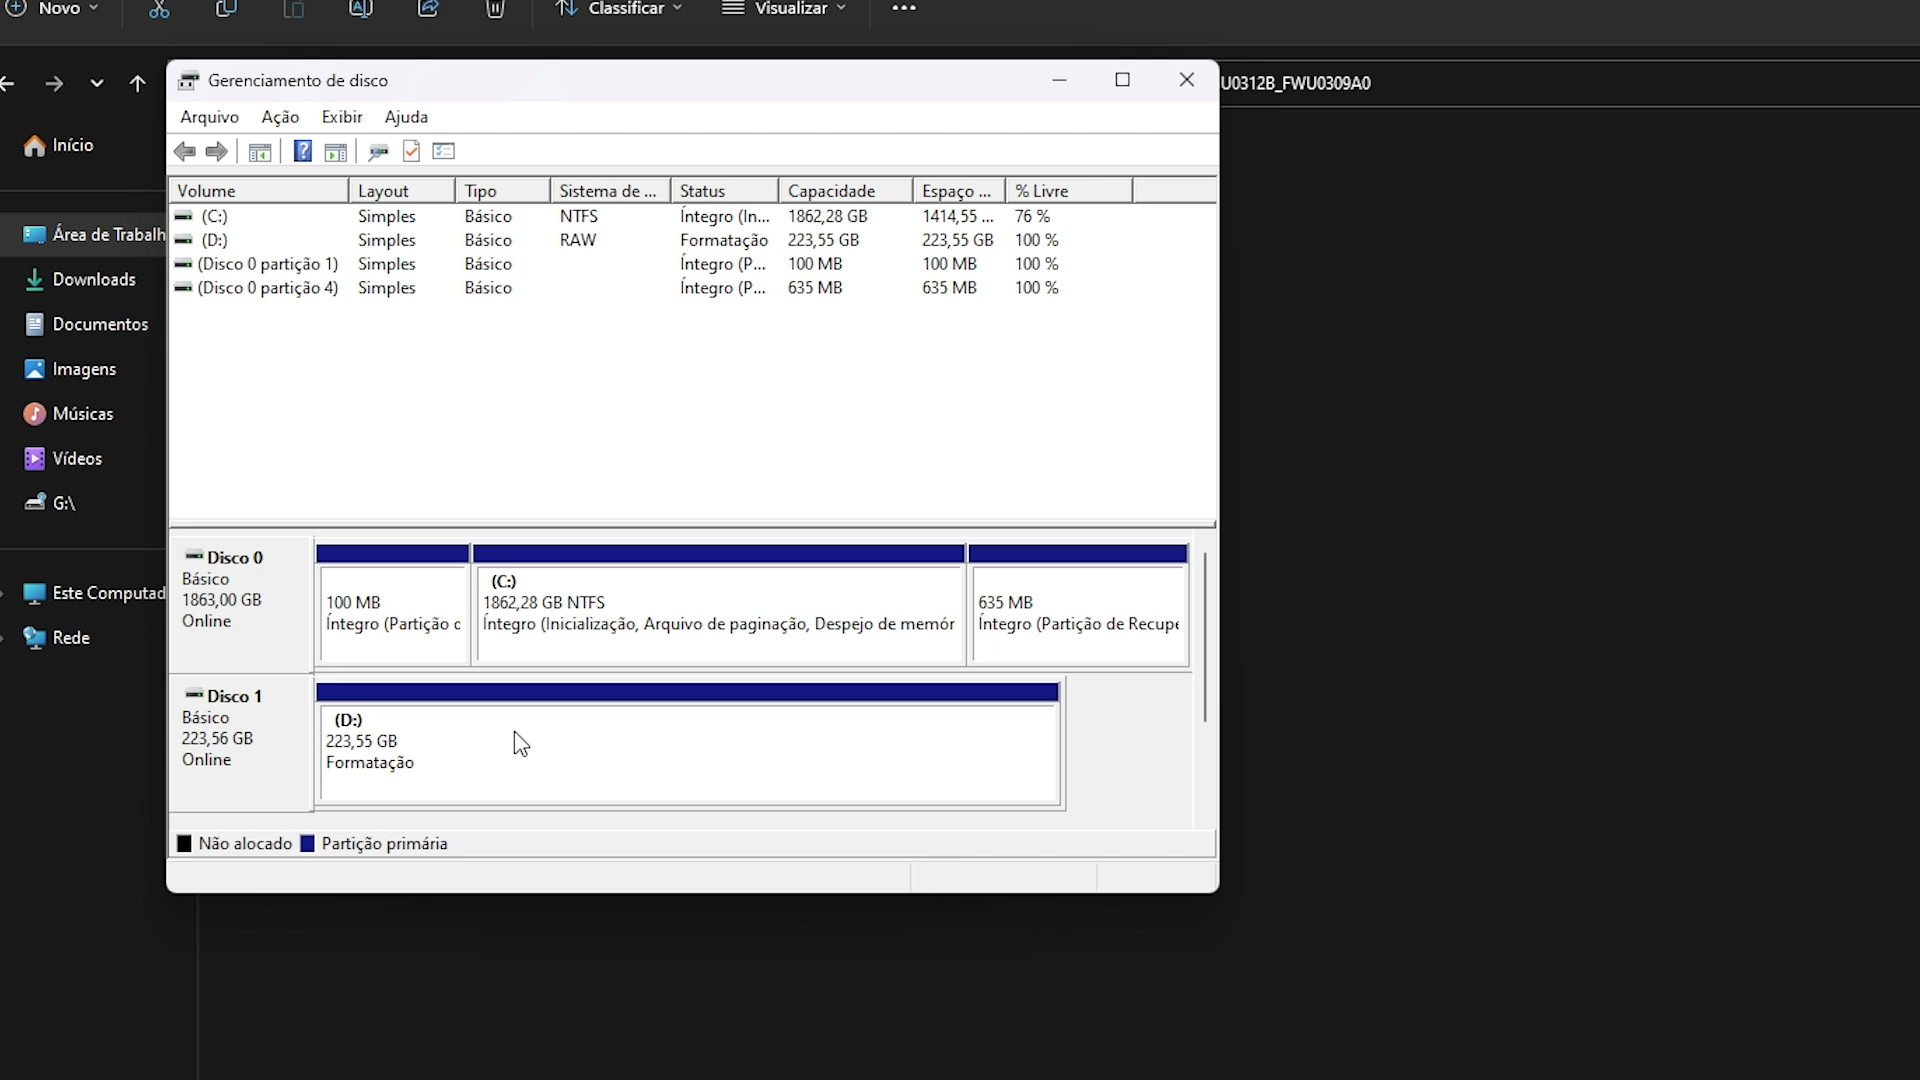 Novo
Classificar
Visualizar
Gerenciamento de disco
U0312B_FWU0309A0
Arquivo Ação Exibir Ajuda
Início
Área de Trabalh
Downloads
Documentos
Imagens
Músicas
Vídeos
G:\
Este Computad
Rede
Volume Layout Tipo Sistema de ... Status Capacidade Espaço ... % Livre
(C:) Simples Básico NTFS Íntegro (In... 1862,28 GB 1414,55 ... 76 %
(D:) Simples Básico RAW Formatação 223,55 GB 223,55 GB 100 %
(Disco 0 partição 1) Simples Básico Íntegro (P... 100 MB 100 MB 100 %
(Disco 0 partição 4) Simples Básico Íntegro (P... 635 MB 635 MB 100 %
Disco 0
Básico
1863,00 GB
Online
100 MB
Íntegro (Partição c
(C:)
1862,28 GB NTFS
Íntegro (Inicialização, Arquivo de paginação, Despejo de memór
635 MB
Íntegro (Partição de Recupe
Disco 1
Básico
223,56 GB
Online
(D:)
223,55 GB
Formatação
Não alocado Partição primária